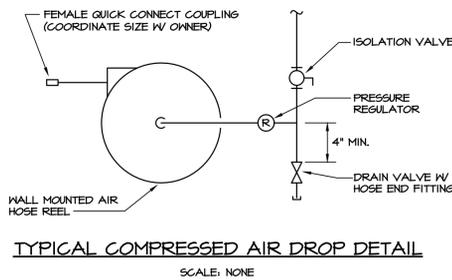 FEMALE QUICK CONNECT COUPLING
(COORDINATE SIZE W/ OWNER)
ISOLATION VALVE
PRESSURE
REGULATOR
R
4" MIN.
DRAIN VALVE W/
HOSE END FITTING
WALL MOUNTED AIR
HOSE REEL
TYPICAL COMPRESSED AIR DROP DETAIL
SCALE: NONE